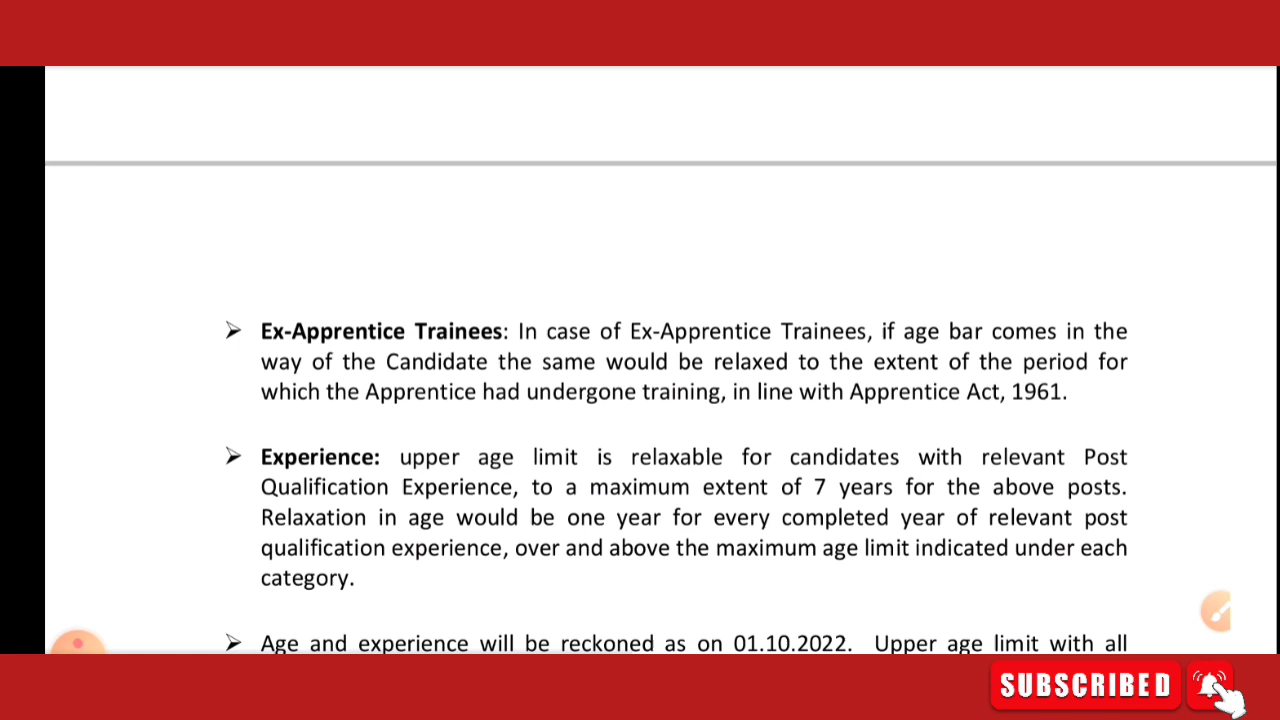 ➢ Ex-Apprentice Trainees: In case of Ex-Apprentice Trainees, if age bar comes in the
way of the Candidate the same would be relaxed to the extent of the period for
which the Apprentice had undergone training, in line with Apprentice Act, 1961.
➢ Experience: upper age limit is relaxable for candidates with relevant Post
Qualification Experience, to a maximum extent of 7 years for the above posts.
Relaxation in age would be one year for every completed year of relevant post
qualification experience, over and above the maximum age limit indicated under each
category.
➢ Age and experience will be reckoned as on 01.10.2022. Upper age limit with all
SUBSCRIBED